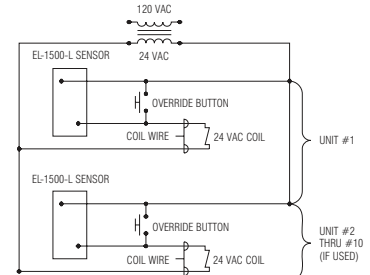 120 VAC
24 VAC
EL-1500-L SENSOR
OVERRIDE BUTTON
COIL WIRE
24 VAC COIL
UNIT #1
EL-1500-L SENSOR
OVERRIDE BUTTON
COIL WIRE
24 VAC COIL
UNIT #2
THRU #10
(IF USED)